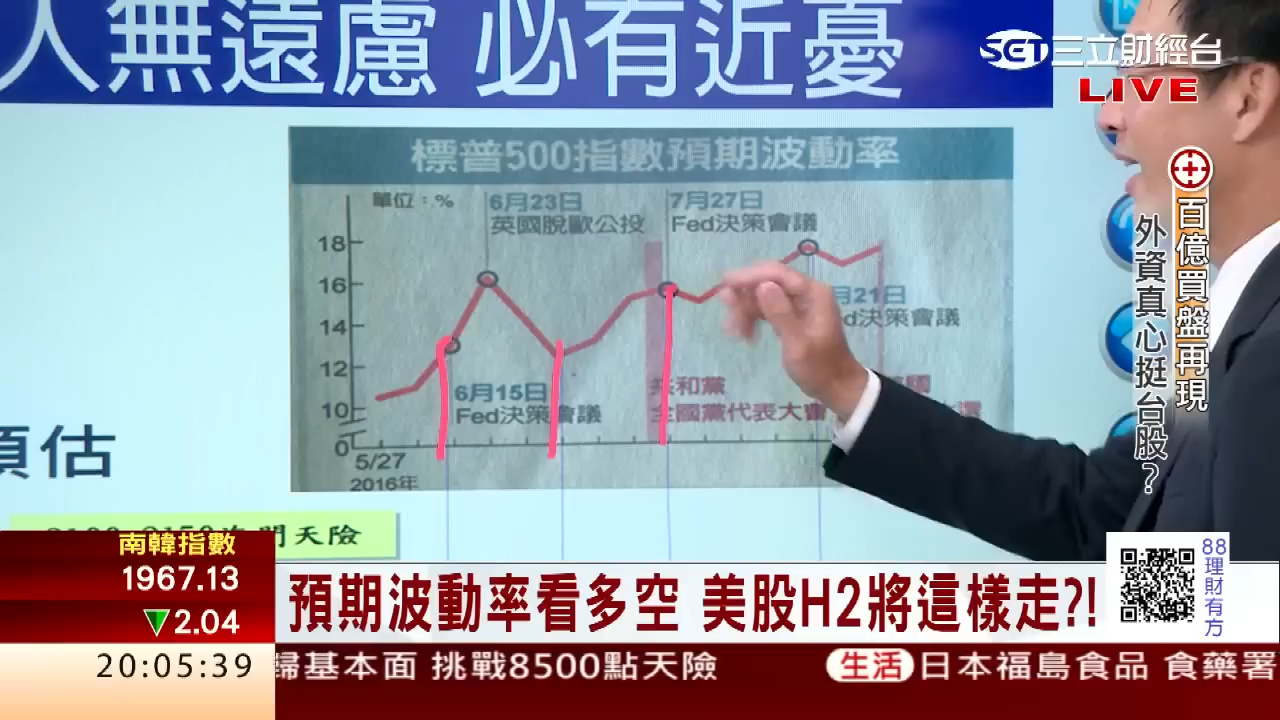 人無遠慮 必有近憂
SET三立財經台
LIVE
標普500指數預期波動率
單位：%
6月23日
英國脫歐公投
7月27日
Fed決策會議
18
16
14
12
10
0
6月15日
Fed決策會議
月21日
d決策會議
共和黨
全國黨代表大會
5/27
2016年
預估
天險
百億買盤再現
外資真心挺台股?
南韓指數
1967.13
▼2.04
20:05:39
預期波動率看多空 美股H2將這樣走?!
88理財有方
歸基本面 挑戰8500點天險
生活 日本福島食品 食藥署